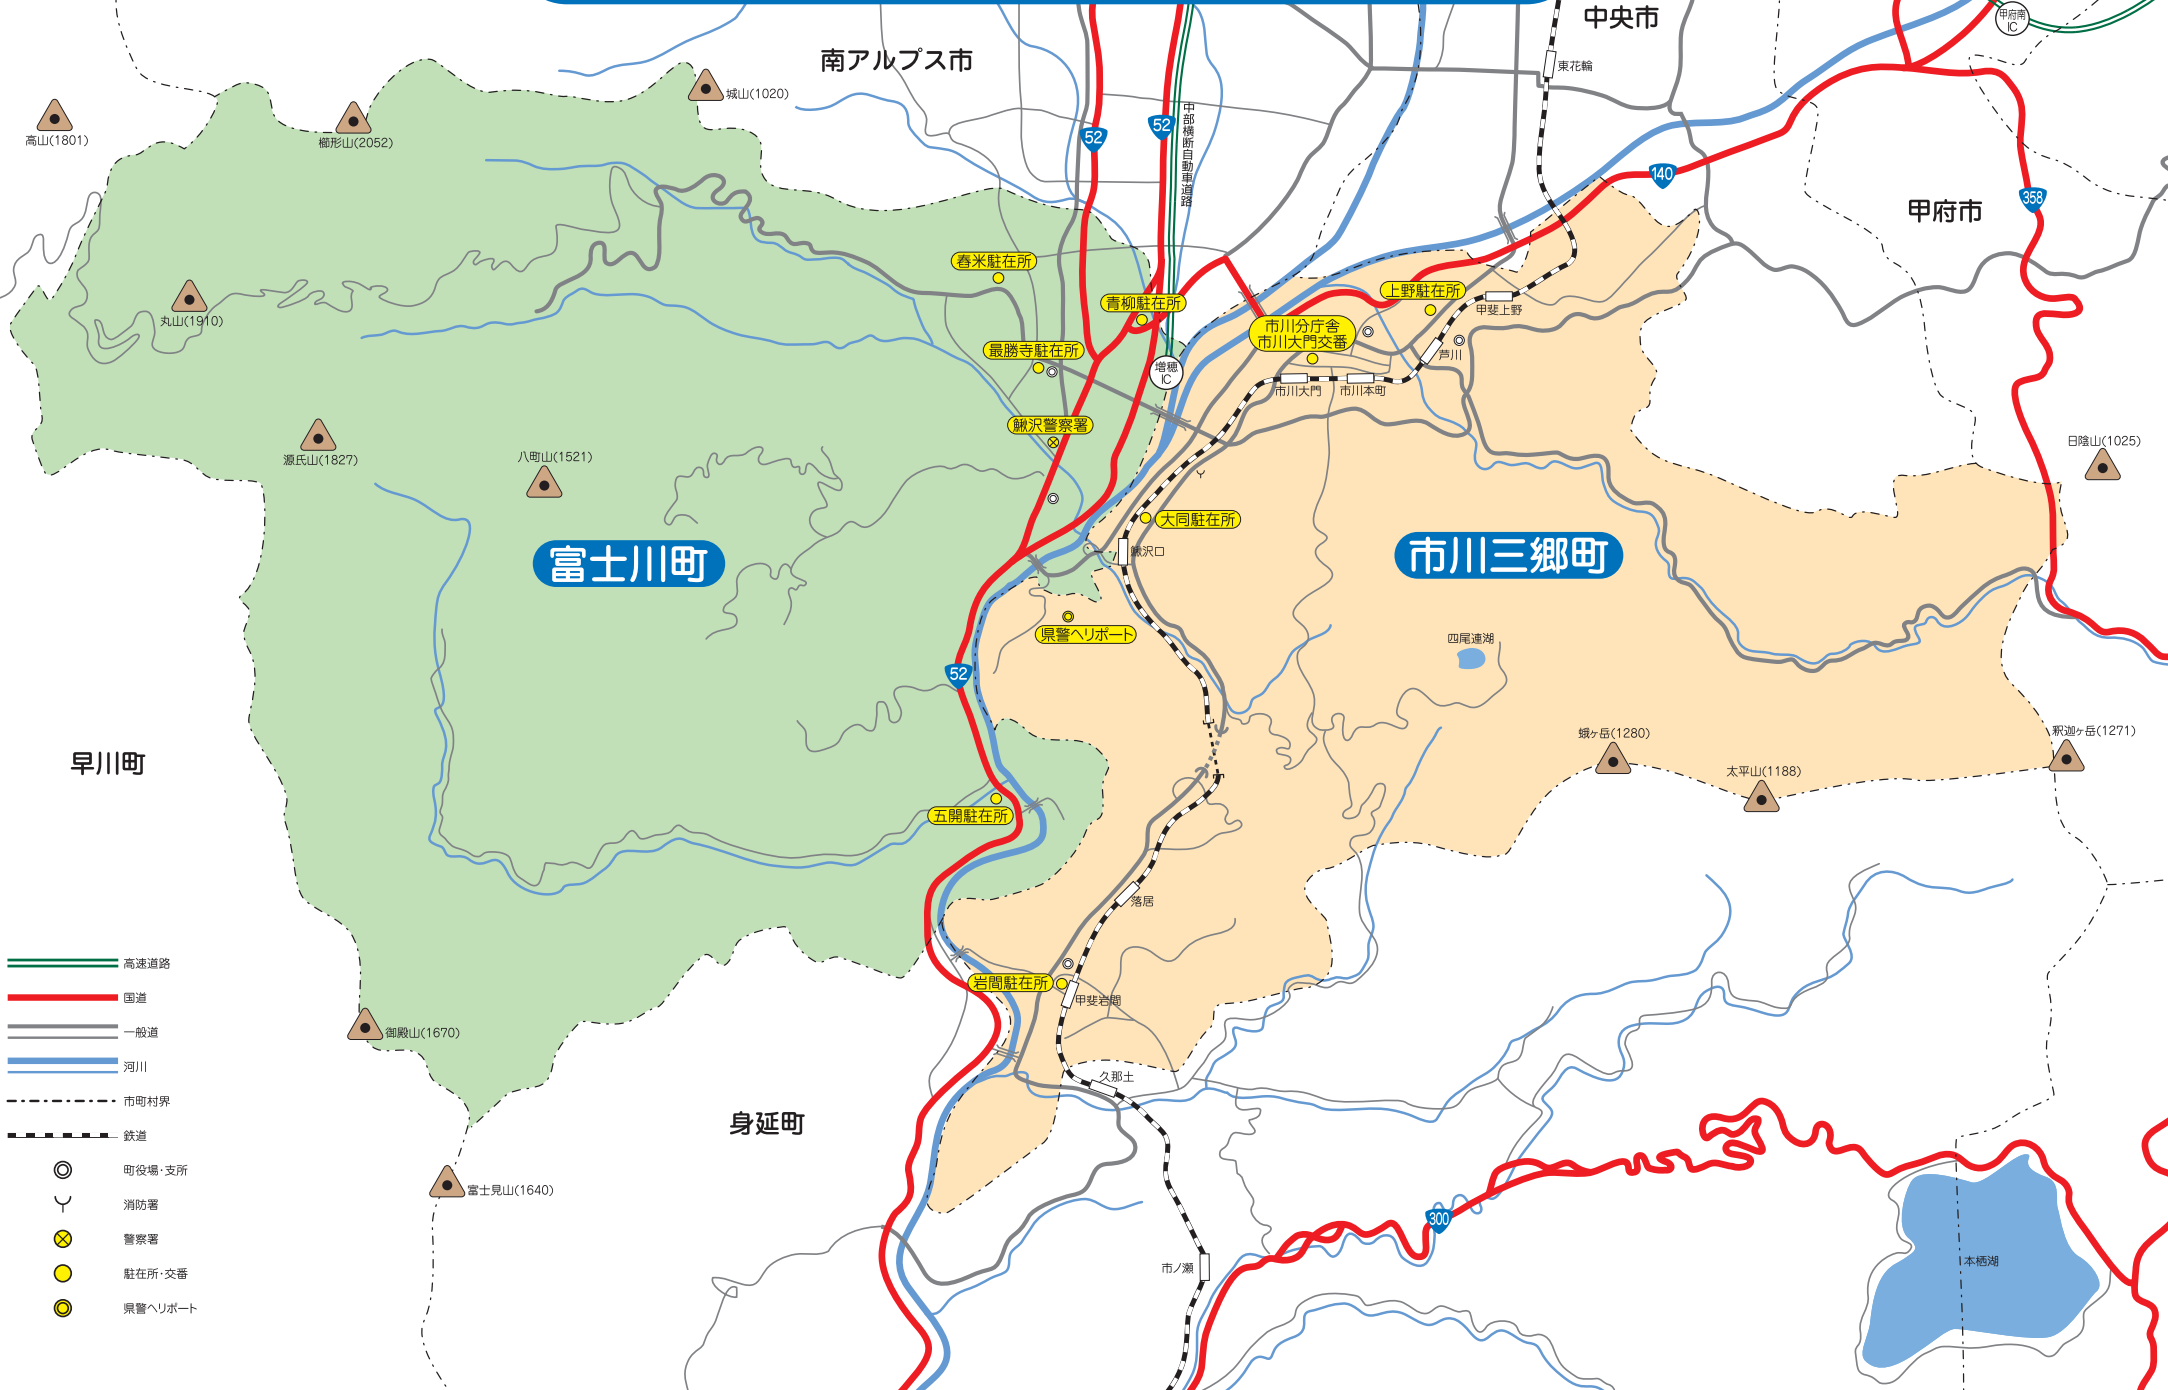 中央市
甲府南
IC
南アルプス市
東花輪
城山(1020)
高山(1801)
櫛形山(2052)
52
52
中部横断自動車道路
140
358
甲府市
春米駐在所
青柳駐在所
上野駐在所
丸山(1910)
甲斐上野
市川分庁舎
市川大門交番
最勝寺駐在所
芦川
増穂
IC
市川大門
市川本町
鰍沢警察署
源氏山(1827)
八町山(1521)
日陰山(1025)
大同駐在所
鰍沢口
富士川町
市川三郷町
県警ヘリポート
四尾連湖
52
早川町
蛾ヶ岳(1280)
釈迦ヶ岳(1271)
太平山(1188)
五開駐在所
落居
岩間駐在所
甲斐岩間
御殿山(1670)
久那土
身延町
富士見山(1640)
300
市ノ瀬
本栖湖
高速道路
国道
一般道
河川
市町村界
鉄道
町役場・支所
消防署
警察署
駐在所・交番
県警ヘリポート